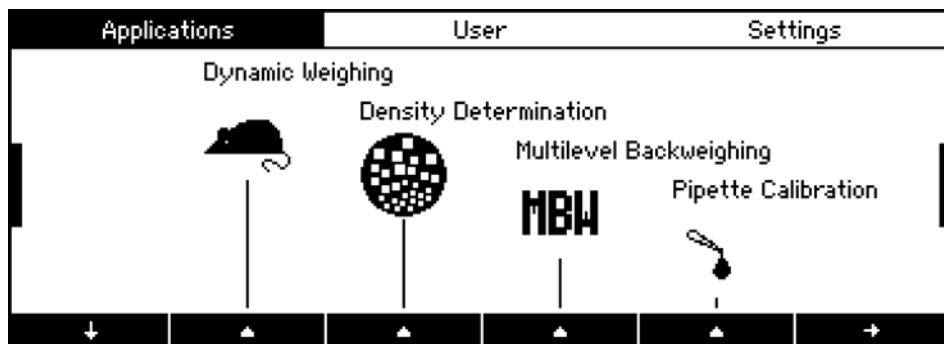 Applications User Settings
Dynamic Weighing
Density Determination
Multilevel Backweighing
MBW
Pipette Calibration